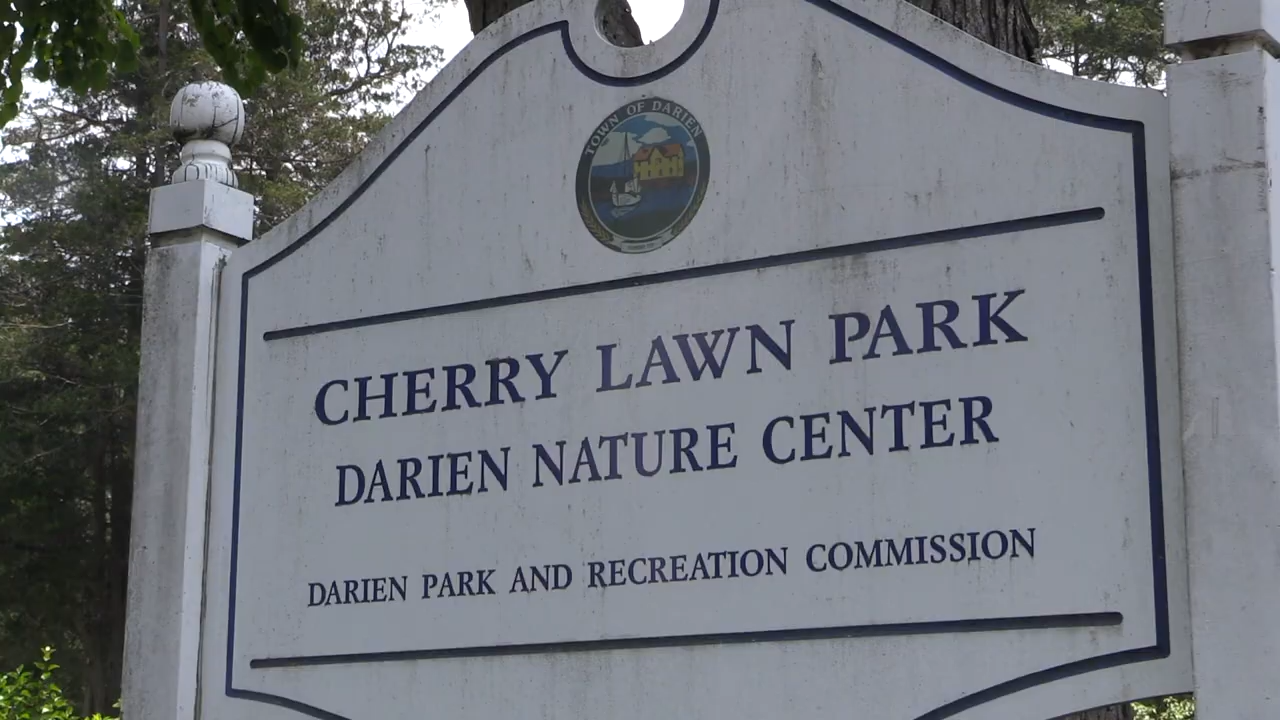 TOWN OF DARIEN
CHERRY LAWN PARK
DARIEN NATURE CENTER
DARIEN PARK AND RECREATION COMMISSION